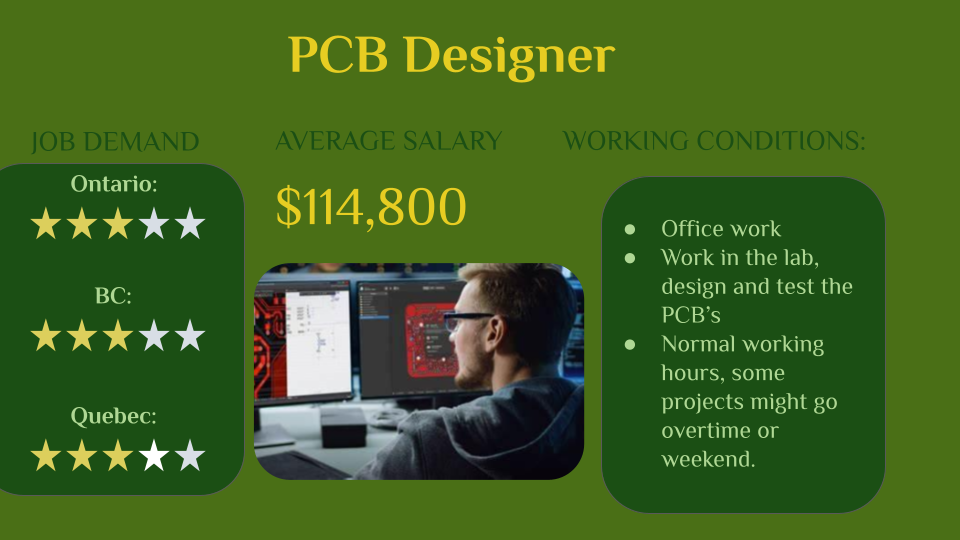 PCB Designer
JOB DEMAND
Ontario:
BC:
Quebec:
AVERAGE SALARY
$114,800
WORKING CONDITIONS:
● Office work
● Work in the lab,
design and test the
PCB’s
● Normal working
hours, some
projects might go
overtime or
weekend.